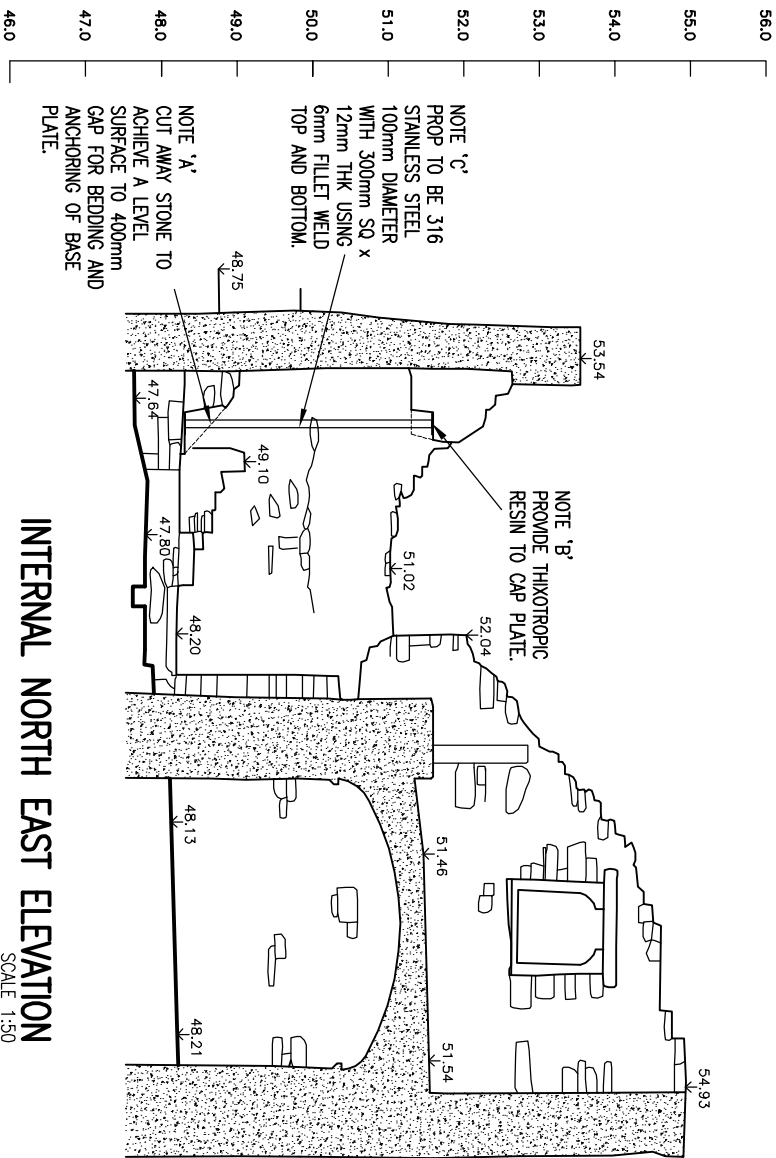 56.0
55.0
54.0
53.0
52.0
51.0
50.0
49.0
48.0
47.0
46.0
NOTE 'C'
PROP TO BE 316
STAINLESS STEEL
100mm DIAMETER
WITH 300mm SQ x
12mm THK USING
6mm FILLET WELD
TOP AND BOTTOM.
NOTE 'A'
CUT AWAY STONE TO
ACHIEVE A LEVEL
SURFACE TO 400mm
GAP FOR BEDDING AND
ANCHORING OF BASE
PLATE.
48.75
53.54
47.64
49.10
NOTE 'B'
PROVIDE THIXOTROPIC
RESIN TO CAP PLATE.
51.02
47.80
52.04
48.20
48.13
51.46
48.21
51.54
54.93
INTERNAL NORTH EAST ELEVATION
SCALE 1:50